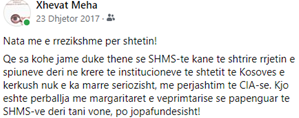 Xhevat Meha
23 Dhjetor 2017 ·
Nata me e rrezikshme per shtetin!
Qe sa kohe jame duke thene se SHMS-te kane te shtrire rrjetin e
spiuneve deri ne krere te institucioneve te shtetit te Kosoves e
kerkush nuk e ka marre seriozisht, me perjashtim te CIA-se. Kjo
eshte perballja me margaritaret e veprimtarise se papenguar te
SHMS-ve deri tani vone, po jopafundesisht!